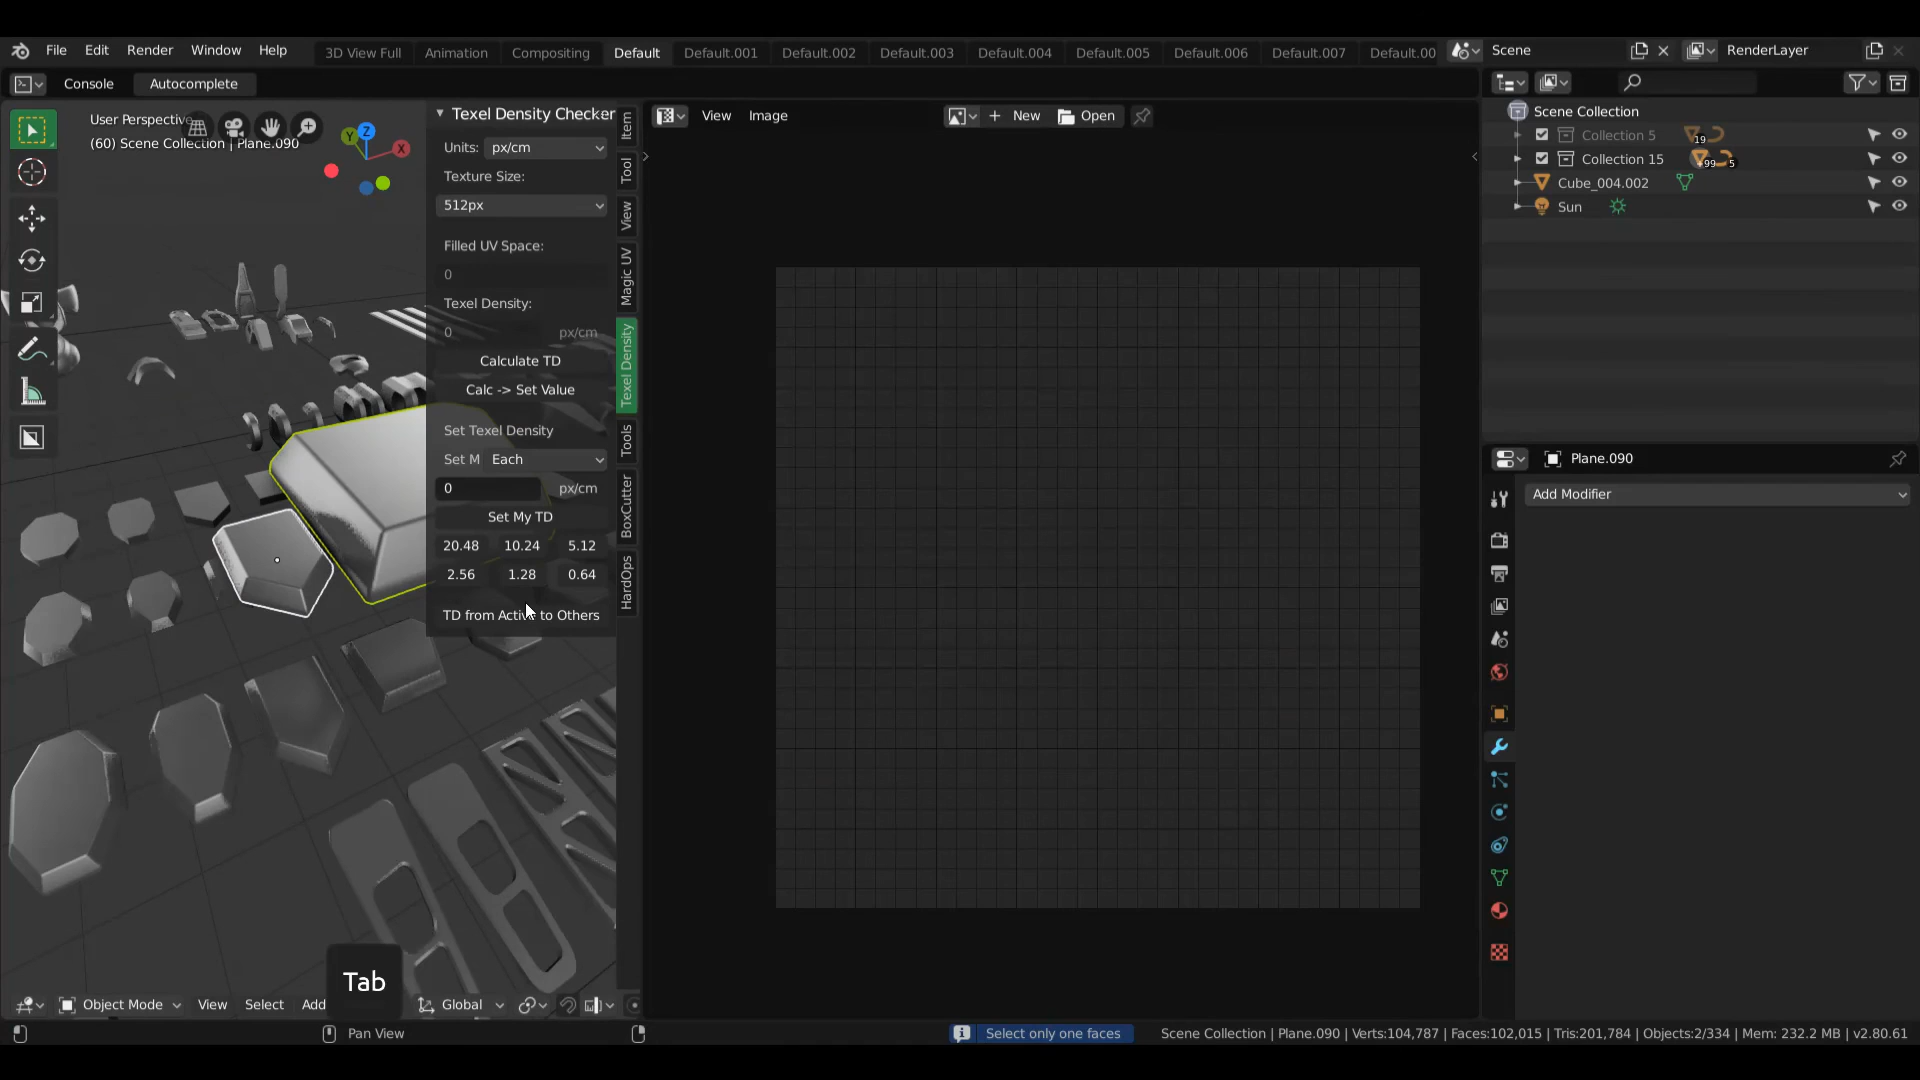 File Edit Render Window Help 3D View Full Animation Compositing Default Default.001 Default.002 Default.003 Default.004 Default.005 Default.006 Default.007 Default.00 Scene RenderLayer
Console Autocomplete
User Perspective
(60) Scene Collection | Plane.090
Y Z X
Texel Density Checker
Units: px/cm
Texture Size:
512px
Filled UV Space:
0
Texel Density:
0 px/cm
Calculate TD
Calc -> Set Value
Set Texel Density
Set M Each
0 px/cm
Set My TD
20.48 10.24 5.12
2.56 1.28 0.64
TD from Active to Others
Item
Tool
View
Magic UV
Texel Density
Tools
BoxCutter
HardOps
View Image New Open
Scene Collection
Collection 5 19
Collection 15 +99 5
Cube_004.002
Sun
Plane.090
Add Modifier
Tab
Object Mode View Select Add Global
Pan View
Select only one faces
Scene Collection | Plane.090 | Verts:104,787 | Faces:102,015 | Tris:201,784 | Objects:2/334 | Mem: 232.2 MB | v2.80.61